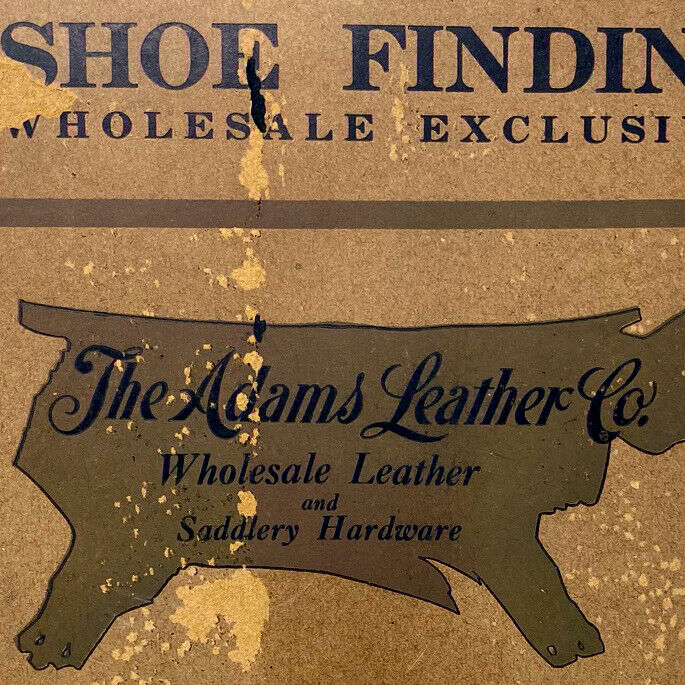 SHOE FINDIN
WHOLESALE EXCLUSI
The Adams Leather Co.
Wholesale Leather
and
Saddlery Hardware